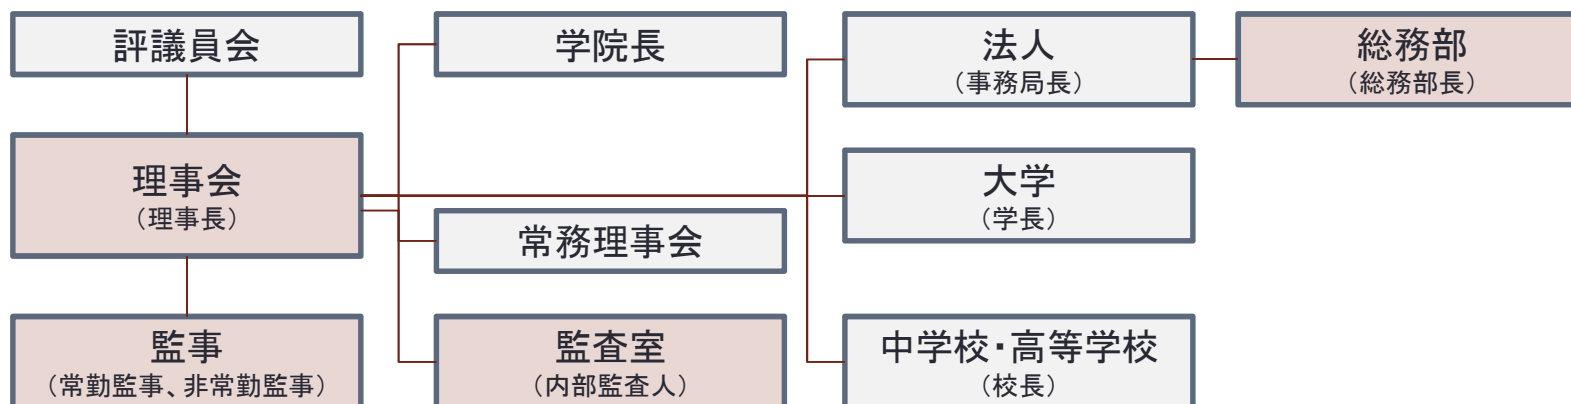 評議員会
学院長
法人
（事務局長）
総務部
（総務部長）
理事会
（理事長）
大学
（学長）
常務理事会
監事
（常勤監事、非常勤監事）
監査室
（内部監査人）
中学校・高等学校
（校長）